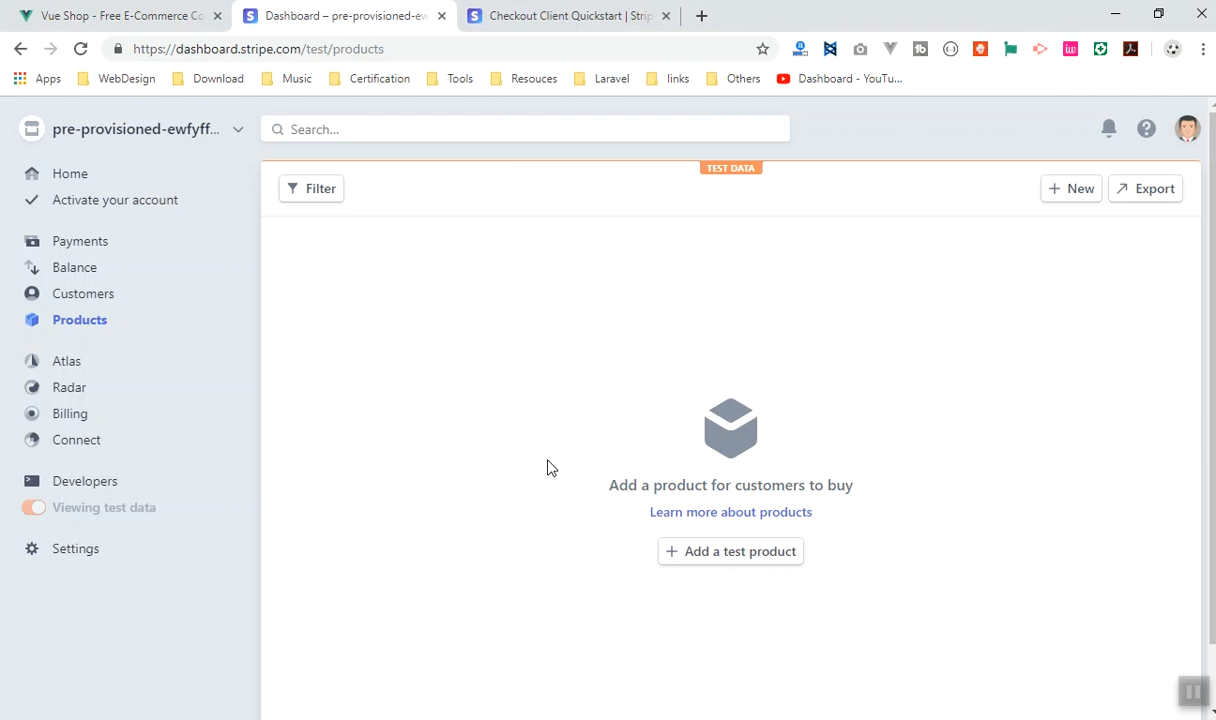 Vue Shop - Free E-Commerce Co
Dashboard – pre-provisioned-ew
Checkout Client Quickstart | Strip
https://dashboard.stripe.com/test/products
Apps
WebDesign
Download
Music
Certification
Tools
Resouces
Laravel
links
Others
Dashboard - YouTu...
pre-provisioned-ewfyff...
Search...
Home
Activate your account
Payments
Balance
Customers
Products
Atlas
Radar
Billing
Connect
Developers
Viewing test data
Settings
TEST DATA
Filter
New
Export
Add a product for customers to buy
Learn more about products
Add a test product